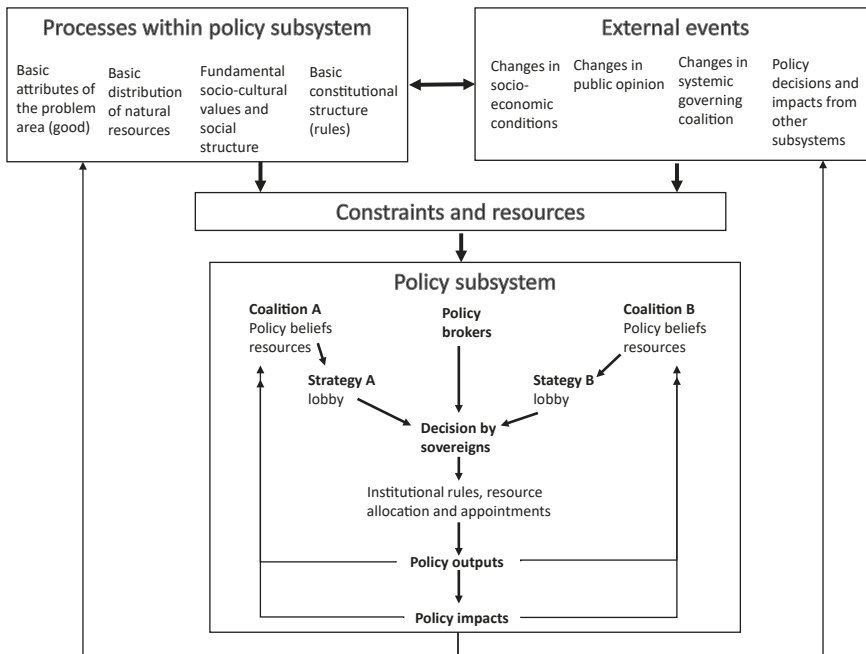 Processes within policy subsystem
Basic
attributes of
the problem
area (good)
Basic
distribution
of natural
resources
Fundamental
socio-cultural
values and
social
structure
Basic
constitutional
structure
(rules)
External events
Changes in
socio-
economic
conditions
Changes in
public opinion
Changes in
systemic
governing
coalition
Policy
decisions and
impacts from
other
subsystems
Constraints and resources
Policy subsystem
Coalition A
Policy beliefs
resources
Policy
brokers
Coalition B
Policy beliefs
resources
Strategy A
lobby
Stategy B
lobby
Decision by
sovereigns
Institutional rules, resource
allocation and appointments
Policy outputs
Policy impacts